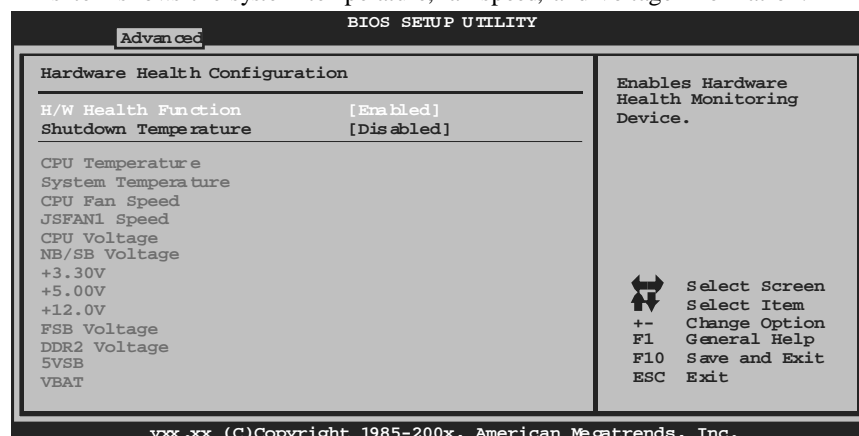 BIOS SETUP UTILITY
Advanced
Hardware Health Configuration
H/W Health Function [Enabled]
Shutdown Temperature [Disabled]
CPU Temperature
System Temperature
CPU Fan Speed
JSFAN1 Speed
CPU Voltage
NB/SB Voltage
+3.30V
+5.00V
+12.0V
FSB Voltage
DDR2 Voltage
5VSB
VBAT
Enables Hardware
Health Monitoring
Device.
Select Screen
Select Item
+- Change Option
F1 General Help
F10 Save and Exit
ESC Exit
vxx.xx (C)Copyright 1985-200x, American Megatrends, Inc.